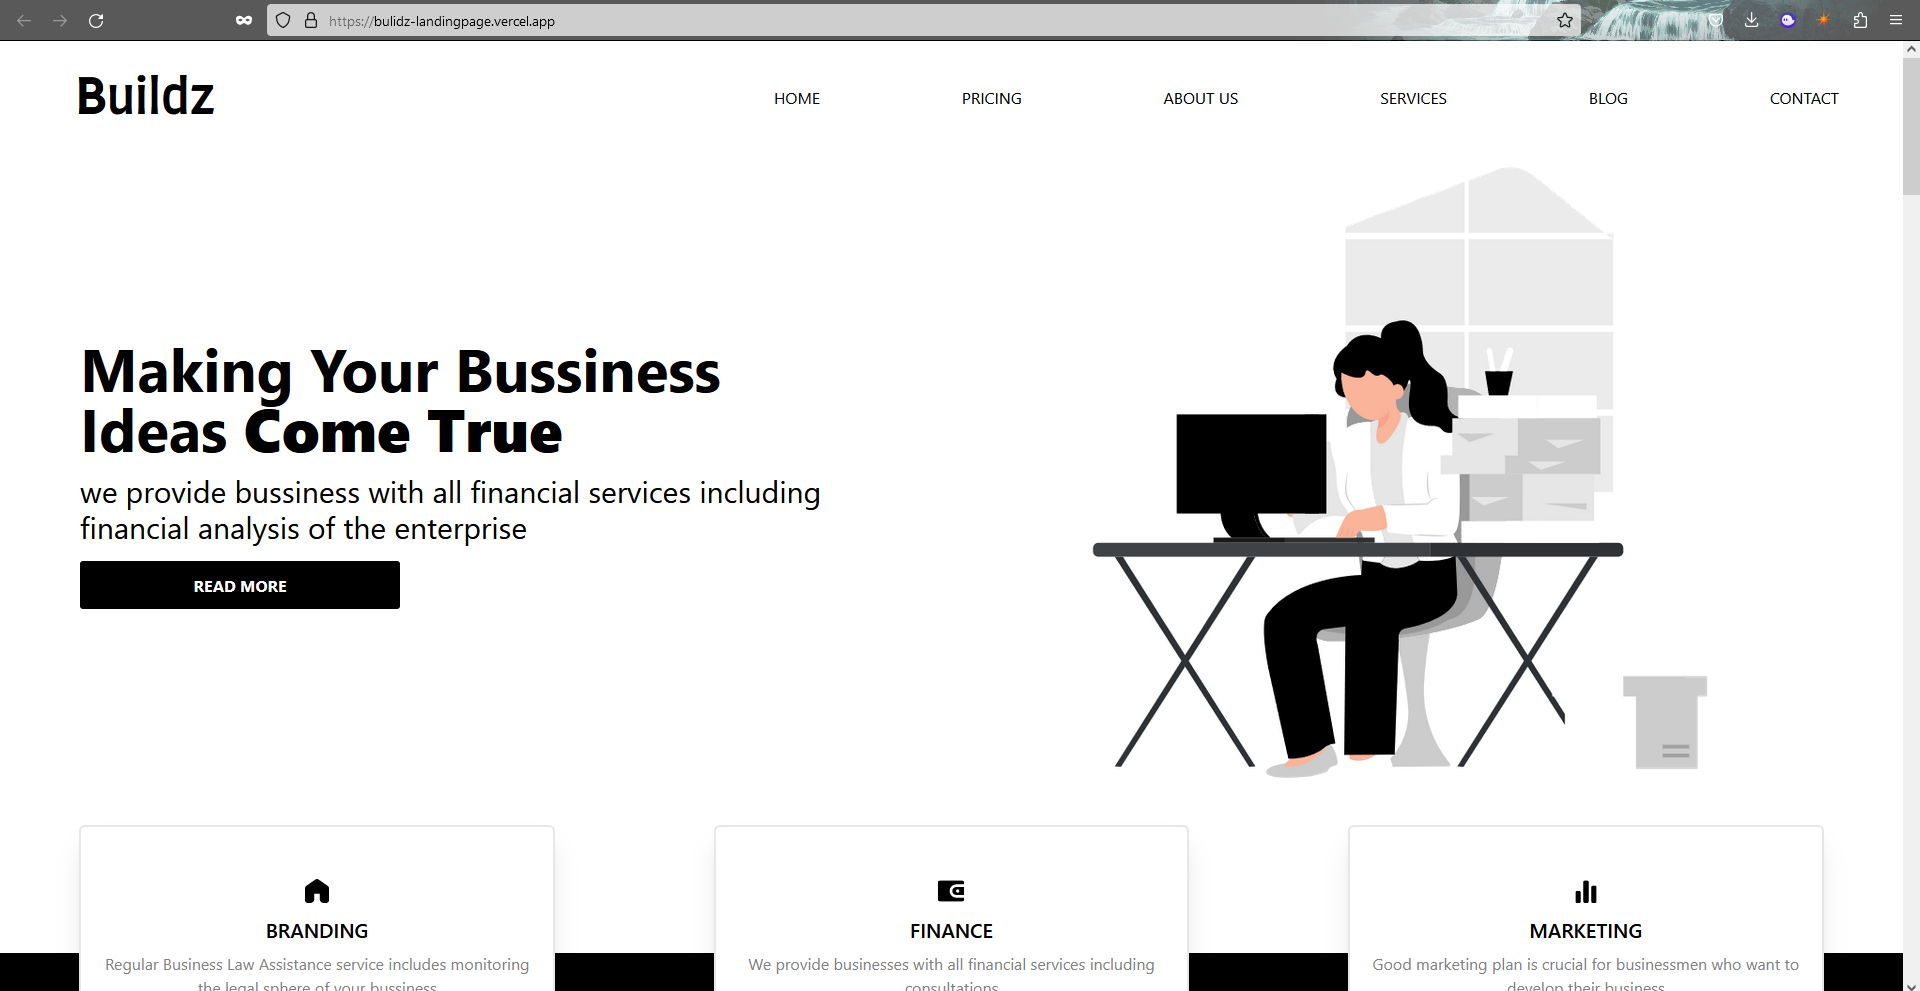 https://bulidz-landingpage.vercel.app
Buildz
HOME PRICING ABOUT US SERVICES BLOG CONTACT
Making Your Bussiness
Ideas Come True
we provide bussiness with all financial services including
financial analysis of the enterprise
READ MORE
BRANDING
Regular Business Law Assistance service includes monitoring
the legal sphere of your bussiness
FINANCE
We provide businesses with all financial services including
consultations
MARKETING
Good marketing plan is crucial for businessmen who want to
develop their business